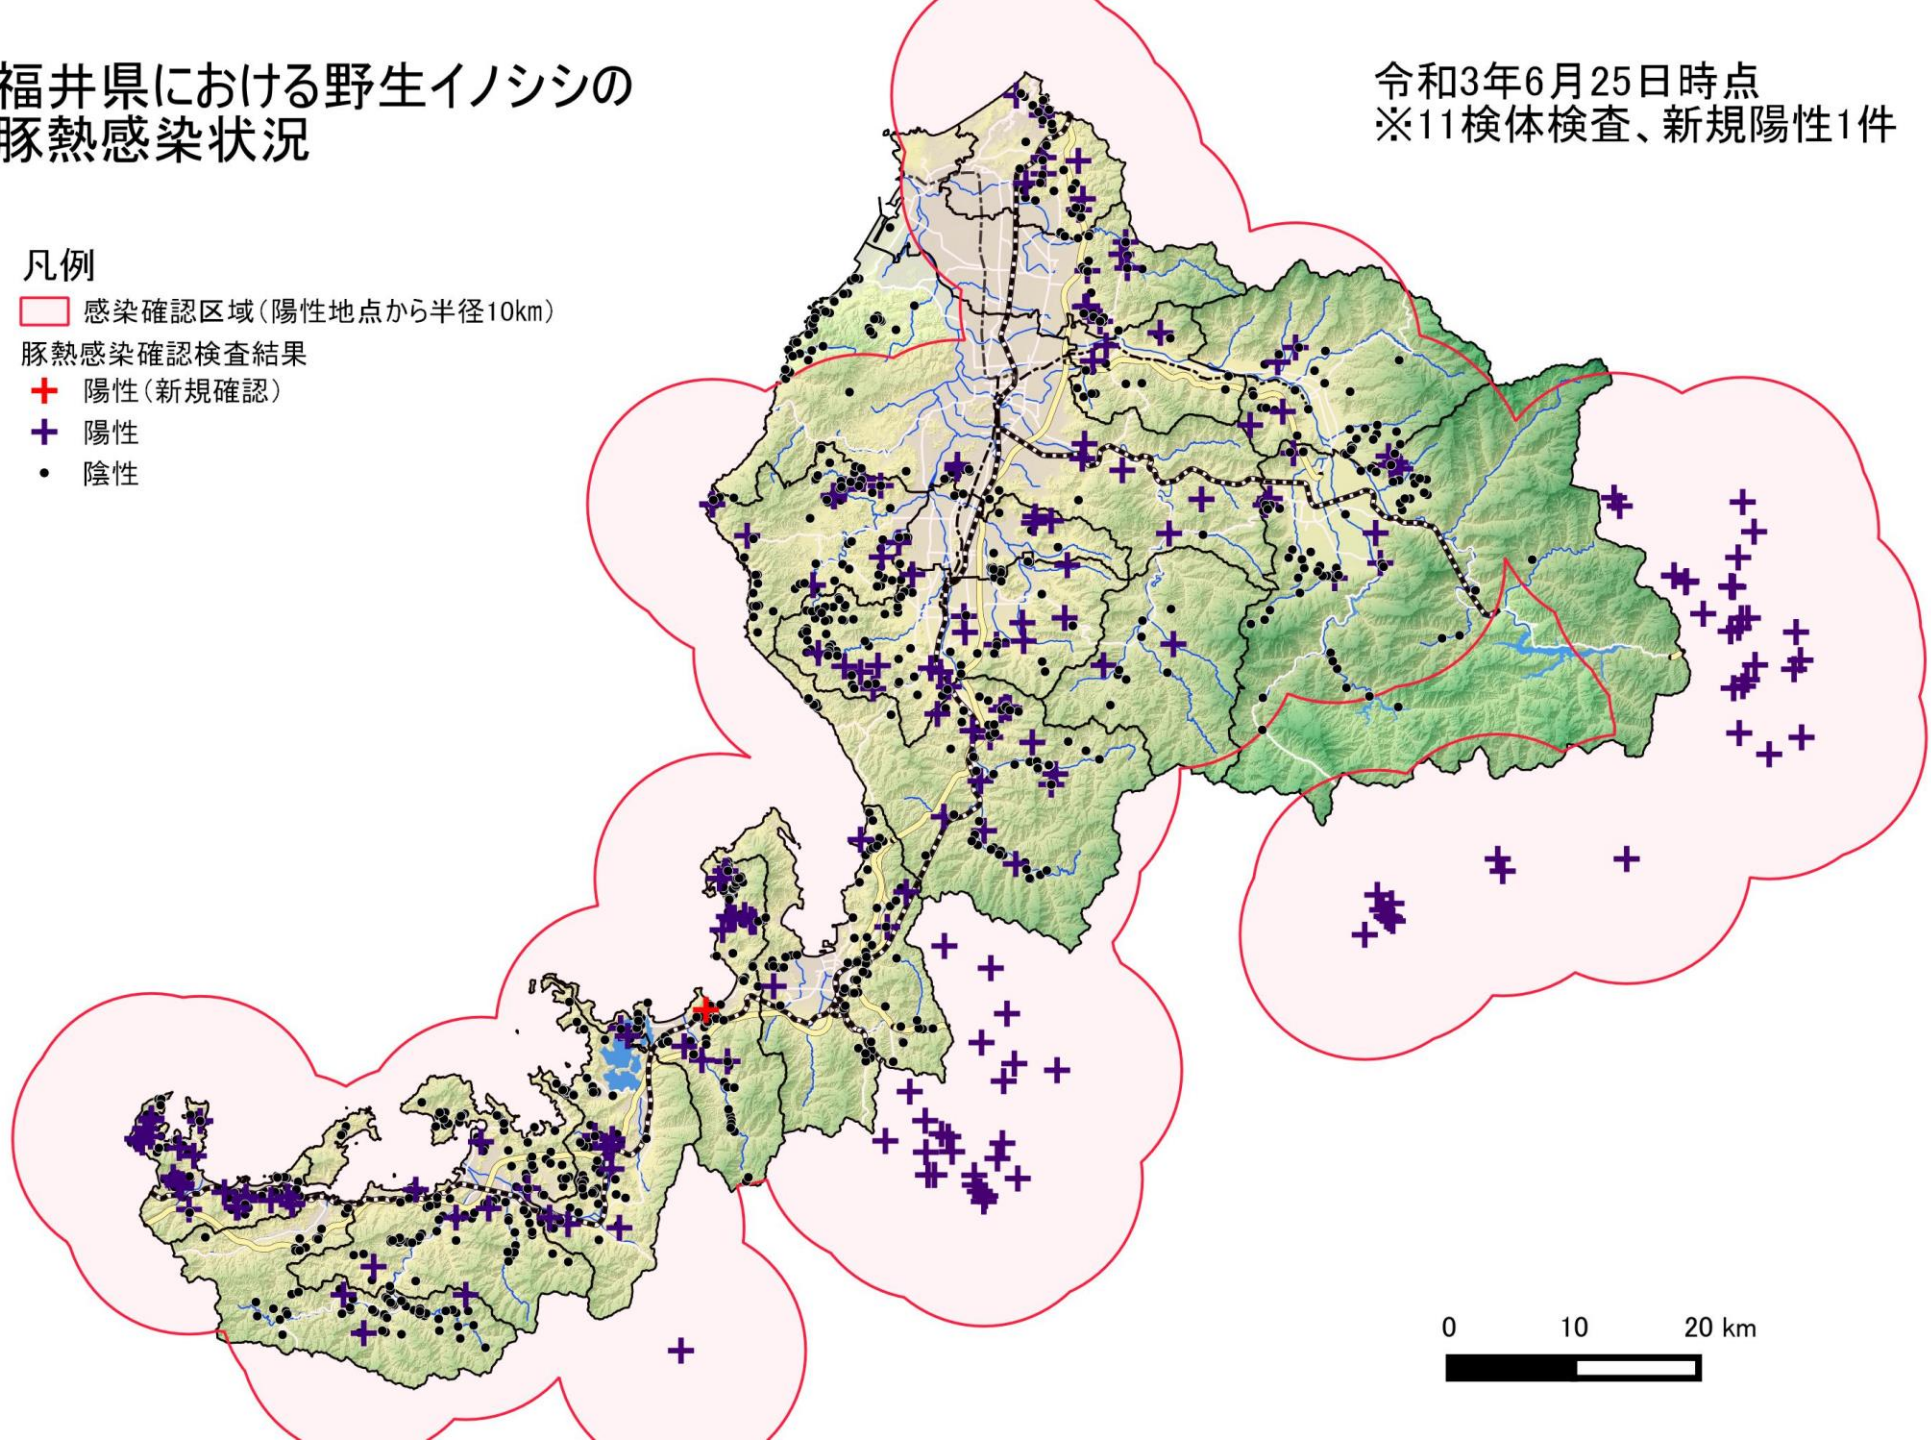 福井県における野生イノシシの
豚熱感染状況
令和3年6月25日時点
※11検体検査、新規陽性1件
凡例
感染確認区域(陽性地点から半径10km)
豚熱感染確認検査結果
陽性(新規確認)
陽性
陰性
0 10 20 km